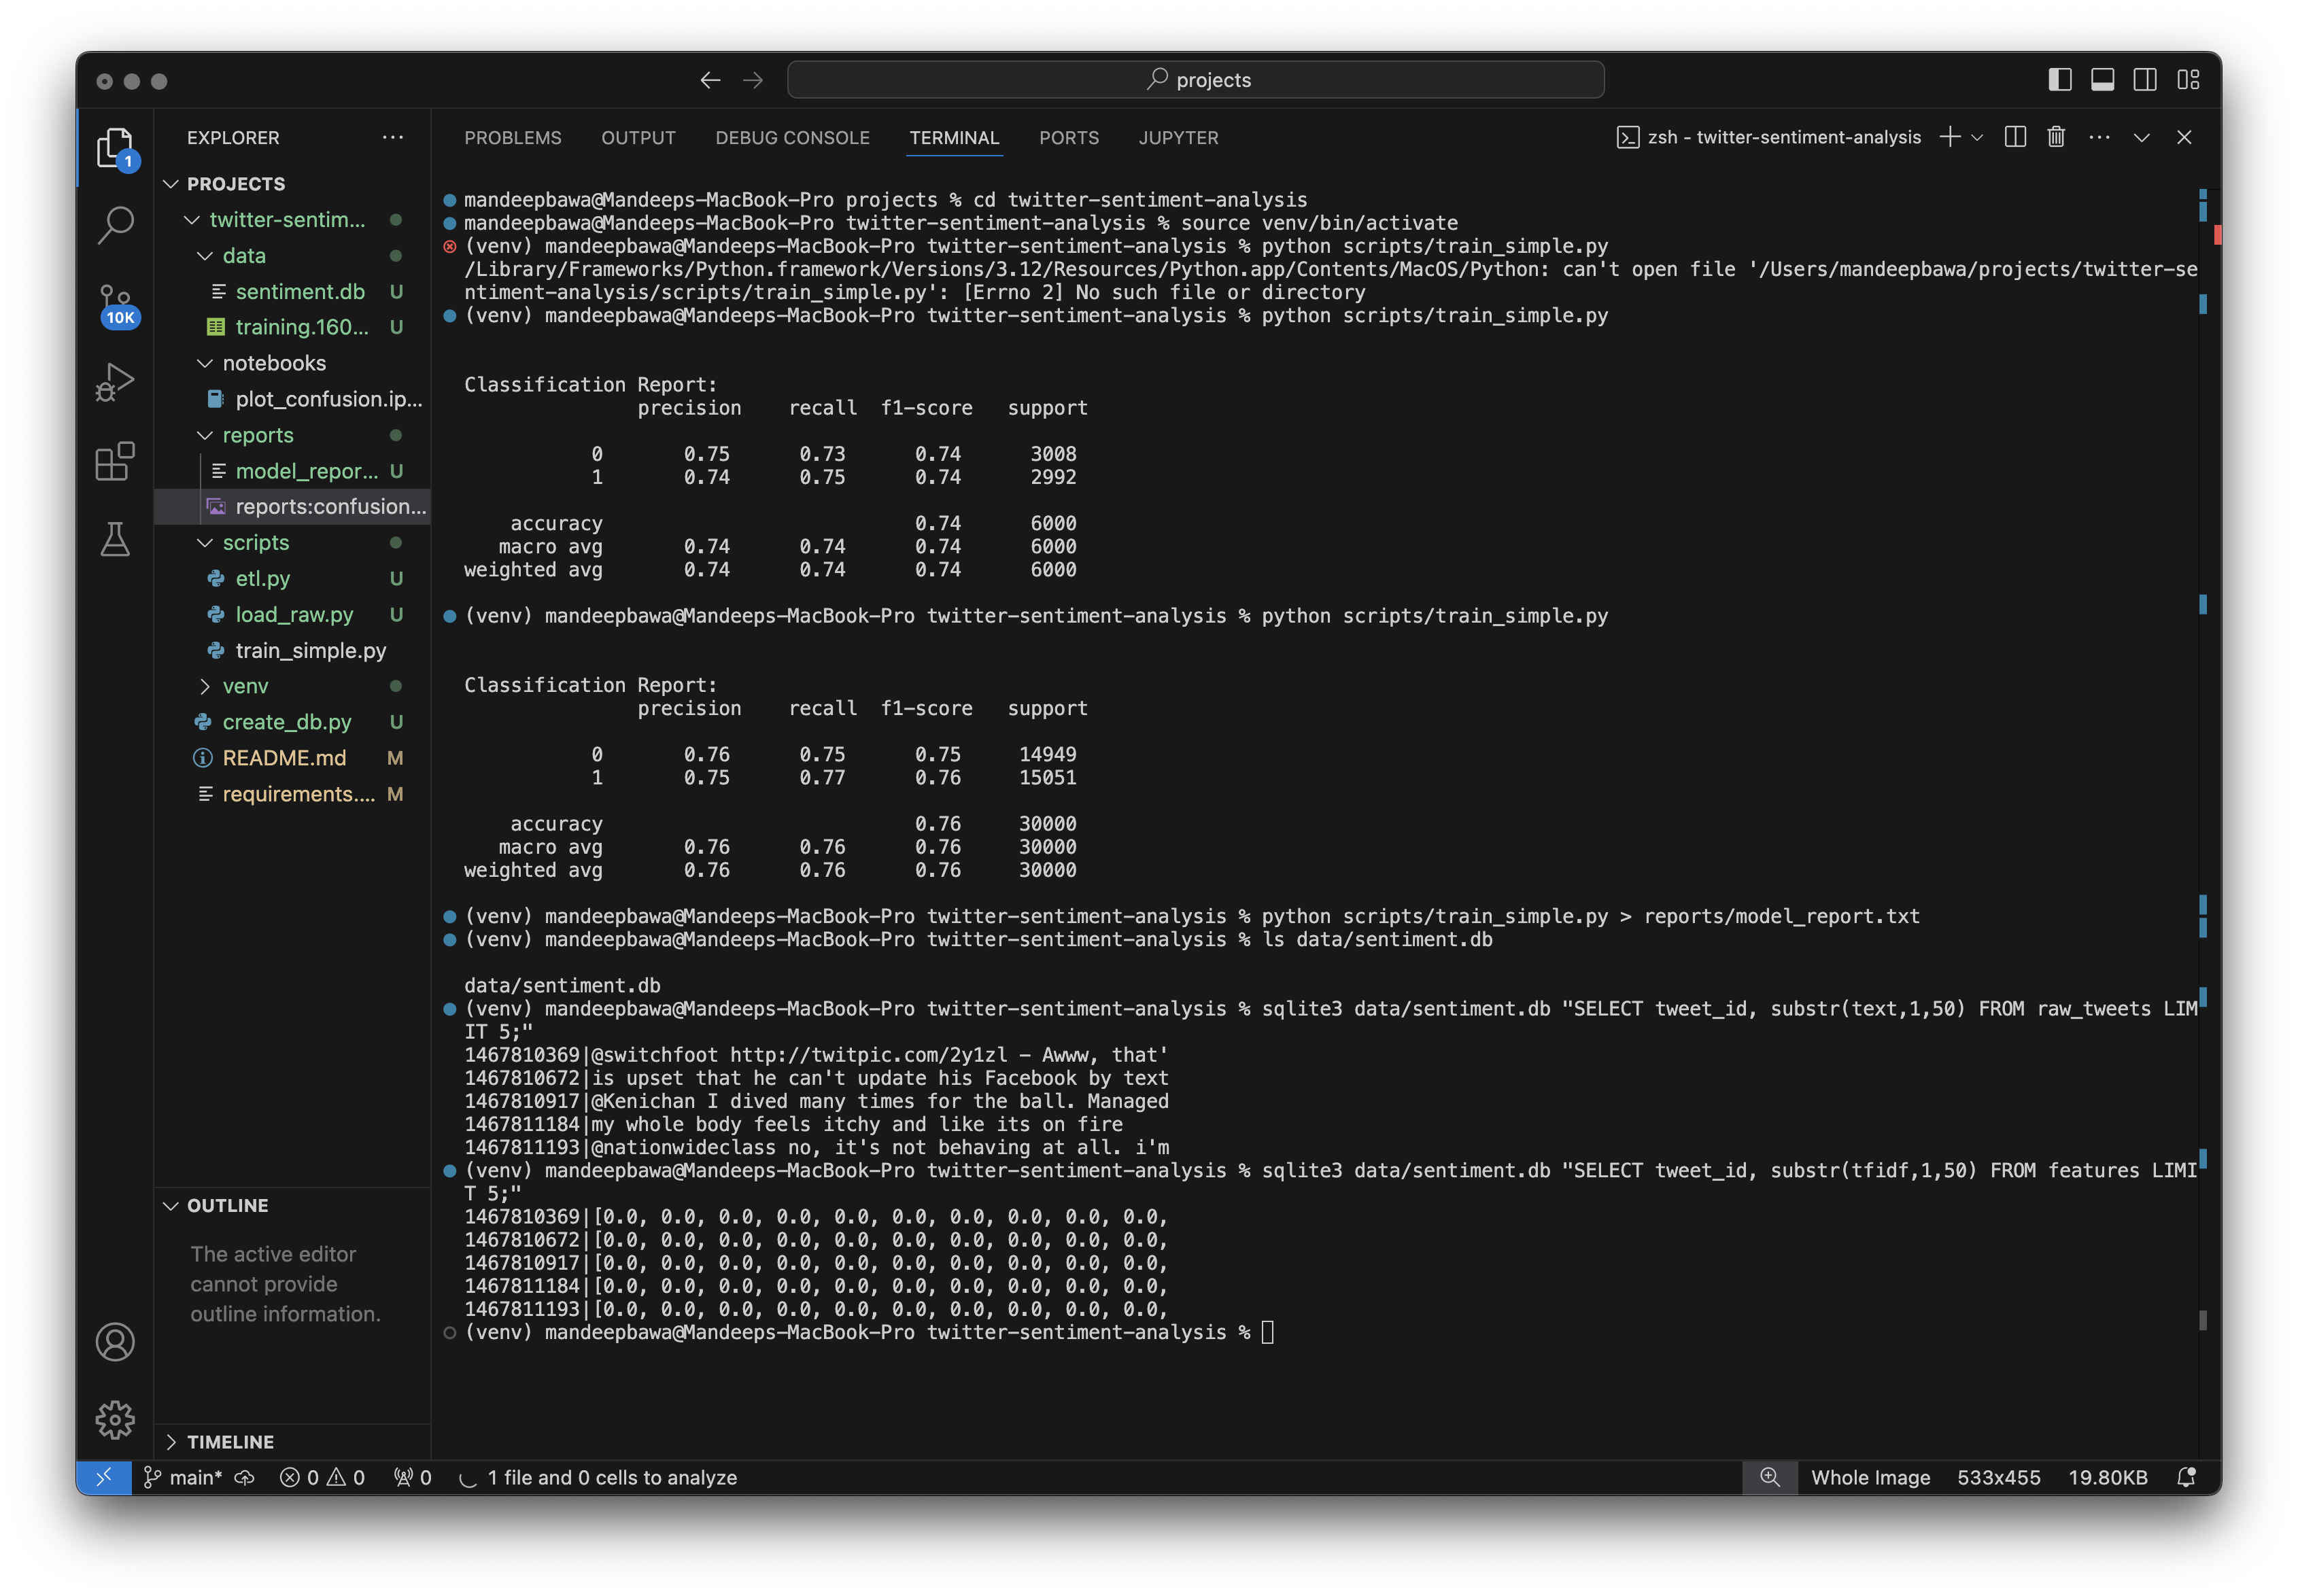 projects
EXPLORER
PROBLEMS OUTPUT DEBUG CONSOLE TERMINAL PORTS JUPYTER
zsh - twitter-sentiment-analysis
1
10K
PROJECTS
twitter-sentim...
data
sentiment.db U
training.160... U
notebooks
plot_confusion.ip...
reports
model_repor... U
reports:confusion...
scripts
etl.py U
load_raw.py U
train_simple.py
venv
create_db.py U
README.md M
requirements.... M
OUTLINE
The active editor
cannot provide
outline information.
TIMELINE
mandeepbawa@Mandeeps-MacBook-Pro projects % cd twitter-sentiment-analysis
mandeepbawa@Mandeeps-MacBook-Pro twitter-sentiment-analysis % source venv/bin/activate
(venv) mandeepbawa@Mandeeps-MacBook-Pro twitter-sentiment-analysis % python scripts/train_simple.py
/Library/Frameworks/Python.framework/Versions/3.12/Resources/Python.app/Contents/MacOS/Python: can't open file '/Users/mandeepbawa/projects/twitter-se
ntiment-analysis/scripts/train_simple.py': [Errno 2] No such file or directory
(venv) mandeepbawa@Mandeeps-MacBook-Pro twitter-sentiment-analysis % python scripts/train_simple.py
Classification Report:
precision recall f1-score support
0 0.75 0.73 0.74 3008
1 0.74 0.75 0.74 2992
accuracy 0.74 6000
macro avg 0.74 0.74 0.74 6000
weighted avg 0.74 0.74 0.74 6000
(venv) mandeepbawa@Mandeeps-MacBook-Pro twitter-sentiment-analysis % python scripts/train_simple.py
Classification Report:
precision recall f1-score support
0 0.76 0.75 0.75 14949
1 0.75 0.77 0.76 15051
accuracy 0.76 30000
macro avg 0.76 0.76 0.76 30000
weighted avg 0.76 0.76 0.76 30000
(venv) mandeepbawa@Mandeeps-MacBook-Pro twitter-sentiment-analysis % python scripts/train_simple.py > reports/model_report.txt
(venv) mandeepbawa@Mandeeps-MacBook-Pro twitter-sentiment-analysis % ls data/sentiment.db
data/sentiment.db
(venv) mandeepbawa@Mandeeps-MacBook-Pro twitter-sentiment-analysis % sqlite3 data/sentiment.db "SELECT tweet_id, substr(text,1,50) FROM raw_tweets LIM
IT 5;"
1467810369|@switchfoot http://twitpic.com/2y1zl - Awww, that'
1467810672|is upset that he can't update his Facebook by text
1467810917|@Kenichan I dived many times for the ball. Managed
1467811184|my whole body feels itchy and like its on fire
1467811193|@nationwideclass no, it's not behaving at all. i'm
(venv) mandeepbawa@Mandeeps-MacBook-Pro twitter-sentiment-analysis % sqlite3 data/sentiment.db "SELECT tweet_id, substr(tfidf,1,50) FROM features LIMI
T 5;"
1467810369|[0.0, 0.0, 0.0, 0.0, 0.0, 0.0, 0.0, 0.0, 0.0, 0.0,
1467810672|[0.0, 0.0, 0.0, 0.0, 0.0, 0.0, 0.0, 0.0, 0.0, 0.0,
1467810917|[0.0, 0.0, 0.0, 0.0, 0.0, 0.0, 0.0, 0.0, 0.0, 0.0,
1467811184|[0.0, 0.0, 0.0, 0.0, 0.0, 0.0, 0.0, 0.0, 0.0, 0.0,
1467811193|[0.0, 0.0, 0.0, 0.0, 0.0, 0.0, 0.0, 0.0, 0.0, 0.0,
(venv) mandeepbawa@Mandeeps-MacBook-Pro twitter-sentiment-analysis %
main* 0 0 0 1 file and 0 cells to analyze Whole Image 533x455 19.80KB